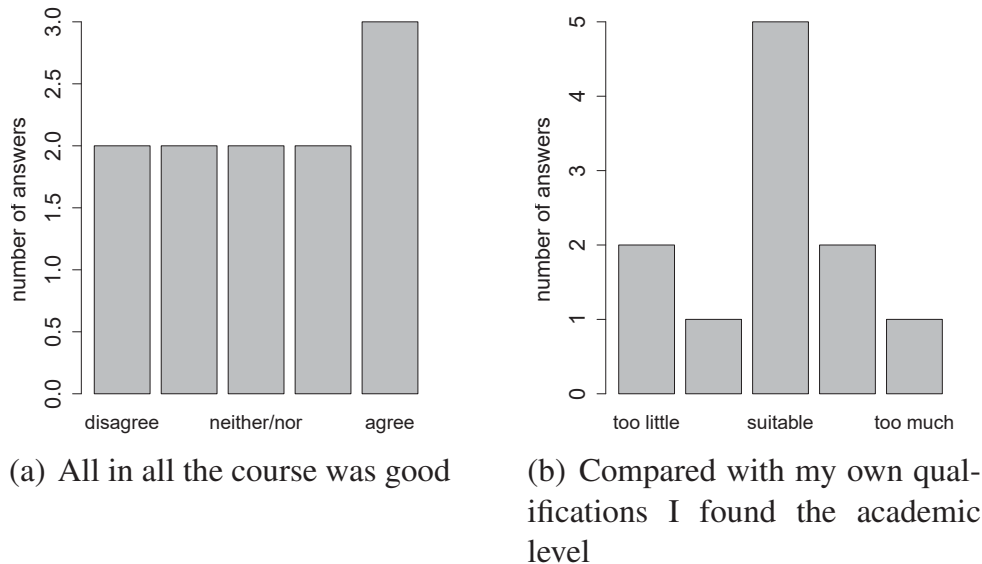 number of answers
3.0
2.5
2.0
1.5
1.0
0.5
0.0
disagree neither/nor agree
(a) All in all the course was good
number of answers
5
4
3
2
1
0
too little suitable too much
(b) Compared with my own qual-
ifications I found the academic
level